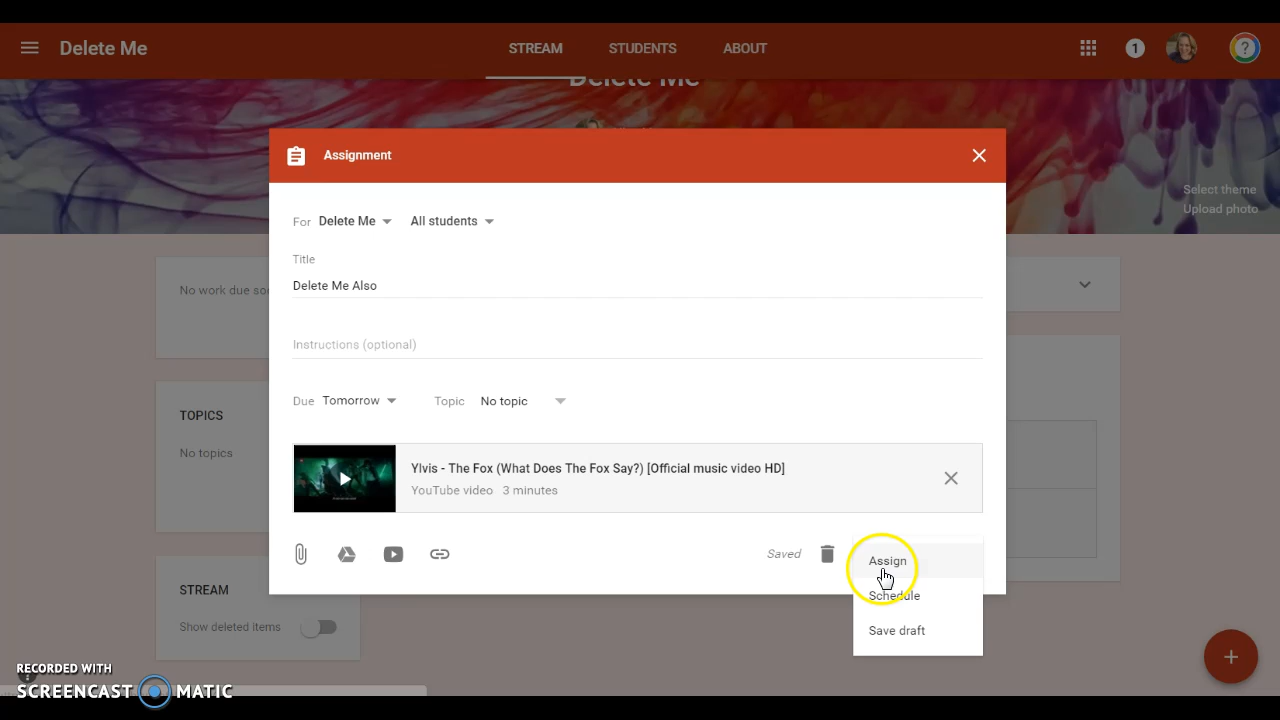 Delete Me
STREAM STUDENTS ABOUT
1 ?
Delete Me
Select theme
Upload photo
Assignment
For Delete Me All students
Title
Delete Me Also
Instructions (optional)
Due Tomorrow Topic No topic
Ylvis - The Fox (What Does The Fox Say?) [Official music video HD]
YouTube video 3 minutes
Saved
Assign
Schedule
Save draft
No work due so
TOPICS
No topics
STREAM
Show deleted items
RECORDED WITH
SCREENCAST MATIC